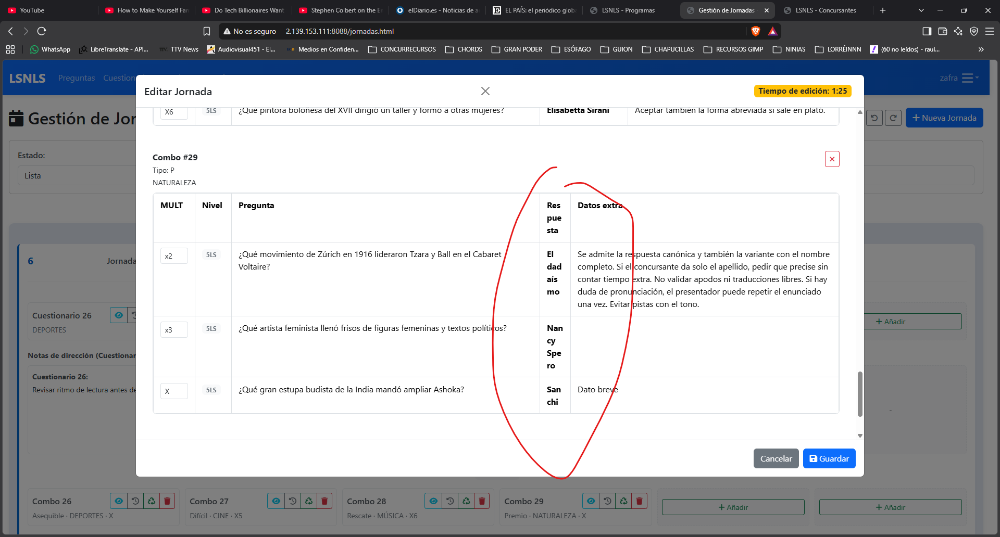 YouTube
How to Make Yourself Fan
Do Tech Billionaires Want
Stephen Colbert on the E
elDiario.es - Noticias de a
EL PAÍS: el periódico glob
LSNLS - Programas
Gestión de Jornadas
LSNLS - Concursantes
No es seguro 2.139.153.111:8088/jornadas.html
WhatsApp
LibreTranslate - API...
TTV News
Audiovisual451 - El...
Medios en Confiden...
CONCURRECURSOS
CHORDS
GRAN PODER
ESÓFAGO
GUION
CHAPUCILLAS
RECURSOS GIMP
NINIAS
LORRÉINNN
(60 no leídos) - raul...
LSNLS Preguntas Cuestion
zafra
Editar Jornada
Tiempo de edición: 1:25
Gestión de Jor
Nueva Jornada
X6 5LS ¿Qué pintora boloñesa del XVII dirigió un taller y formó a otras mujeres? Elisabetta Sirani Aceptar también la forma abreviada si sale en plató.
Estado:
Lista
Combo #29
Tipo: P
NATURALEZA
MULT Nivel Pregunta Respuesta Datos extra
x2 5LS ¿Qué movimiento de Zúrich en 1916 lideraron Tzara y Ball en el Cabaret
Voltaire?
El
dad
aís
mo
Se admite la respuesta canónica y también la variante con el nombre
completo. Si el concursante da solo el apellido, pedir que precise sin
contar tiempo extra. No validar apodos ni traducciones libres. Si hay
duda de pronunciación, el presentador puede repetir el enunciado
una vez. Evitar pistas con el tono.
x3 5LS ¿Qué artista feminista llenó frisos de figuras femeninas y textos políticos?
Nan
cy
Spe
ro
X 5LS ¿Qué gran estupa budista de la India mandó ampliar Ashoka?
San
chi
Dato breve
Cancelar
Guardar
6 Jornada
Cuestionario 26
DEPORTES
Añadir
Notas de dirección (Cuestionar
Cuestionario 26:
Revisar ritmo de lectura antes de
-
Combo 26
Asequible · DEPORTES · X
Combo 27
Difícil · CINE · X5
Combo 28
Rescate · MÚSICA · X6
Combo 29
Premio · NATURALEZA · X
Añadir
Añadir